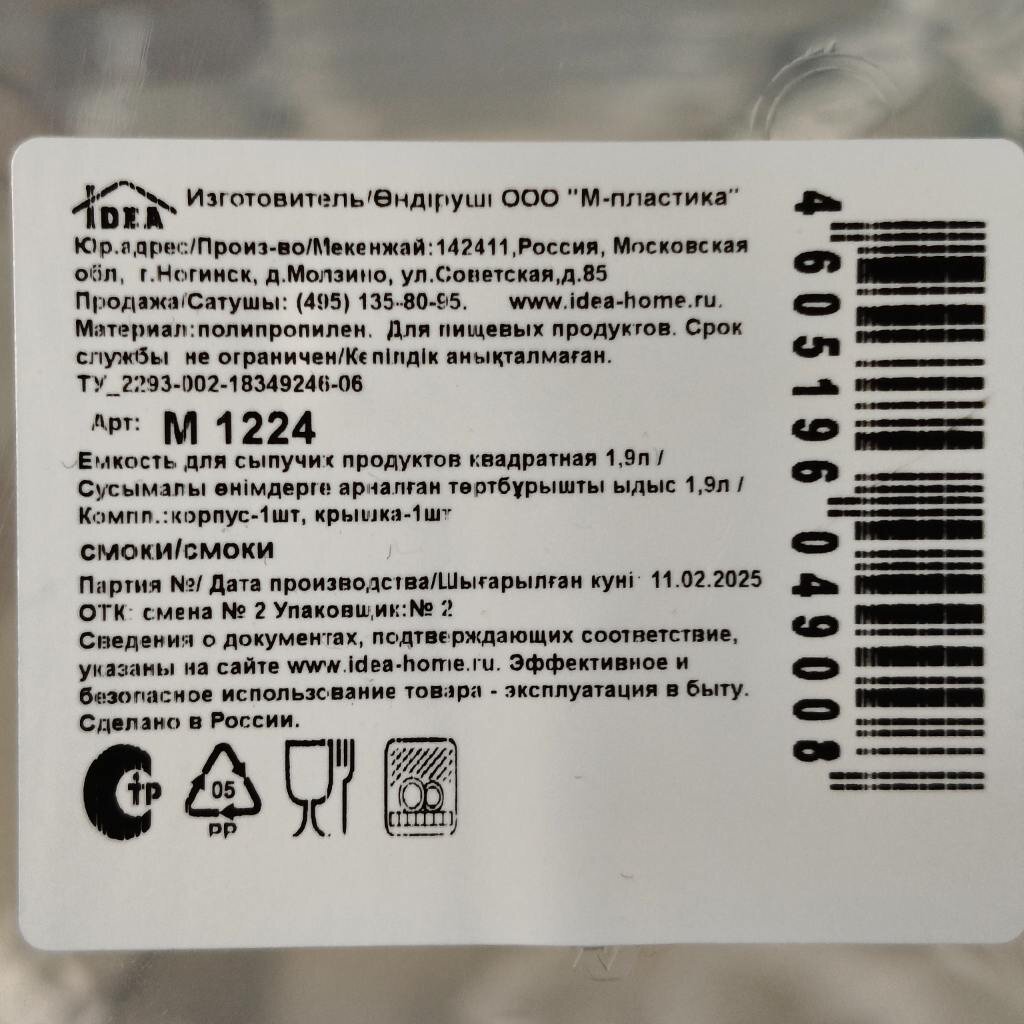 IDEA
Изготовитель/Өндіруші ООО "М-пластика"
Юр.адрес/Произ-во/Мекенжай:142411,Россия, Московская
обл, г.Ногинск, д.Молзино, ул.Советская,д.85
Продажа/Сатушы: (495) 135-80-95. www.idea-home.ru.
Материал:полипропилен. Для пищевых продуктов. Срок
службы не ограничен/Кепілдік анықталмаған.
ТУ_2293-002-18349246-06
Арт: М 1224
Емкость для сыпучих продуктов квадратная 1,9л /
Сусымалы өнімдерге арналған төртбұрышты ыдыс 1,9л /
Компл.:корпус-1шт, крышка-1шт
СМОКИ/СМОКИ
Партия №/ Дата производства/Шығарылған күні 11.02.2025
ОТК: смена № 2 Упаковщик:№ 2
Сведения о документах, подтверждающих соответствие,
указаны на сайте www.idea-home.ru. Эффективное и
безопасное использование товара - эксплуатация в быту.
Сделано в России.
СТР
05
PP
4 605196 049008